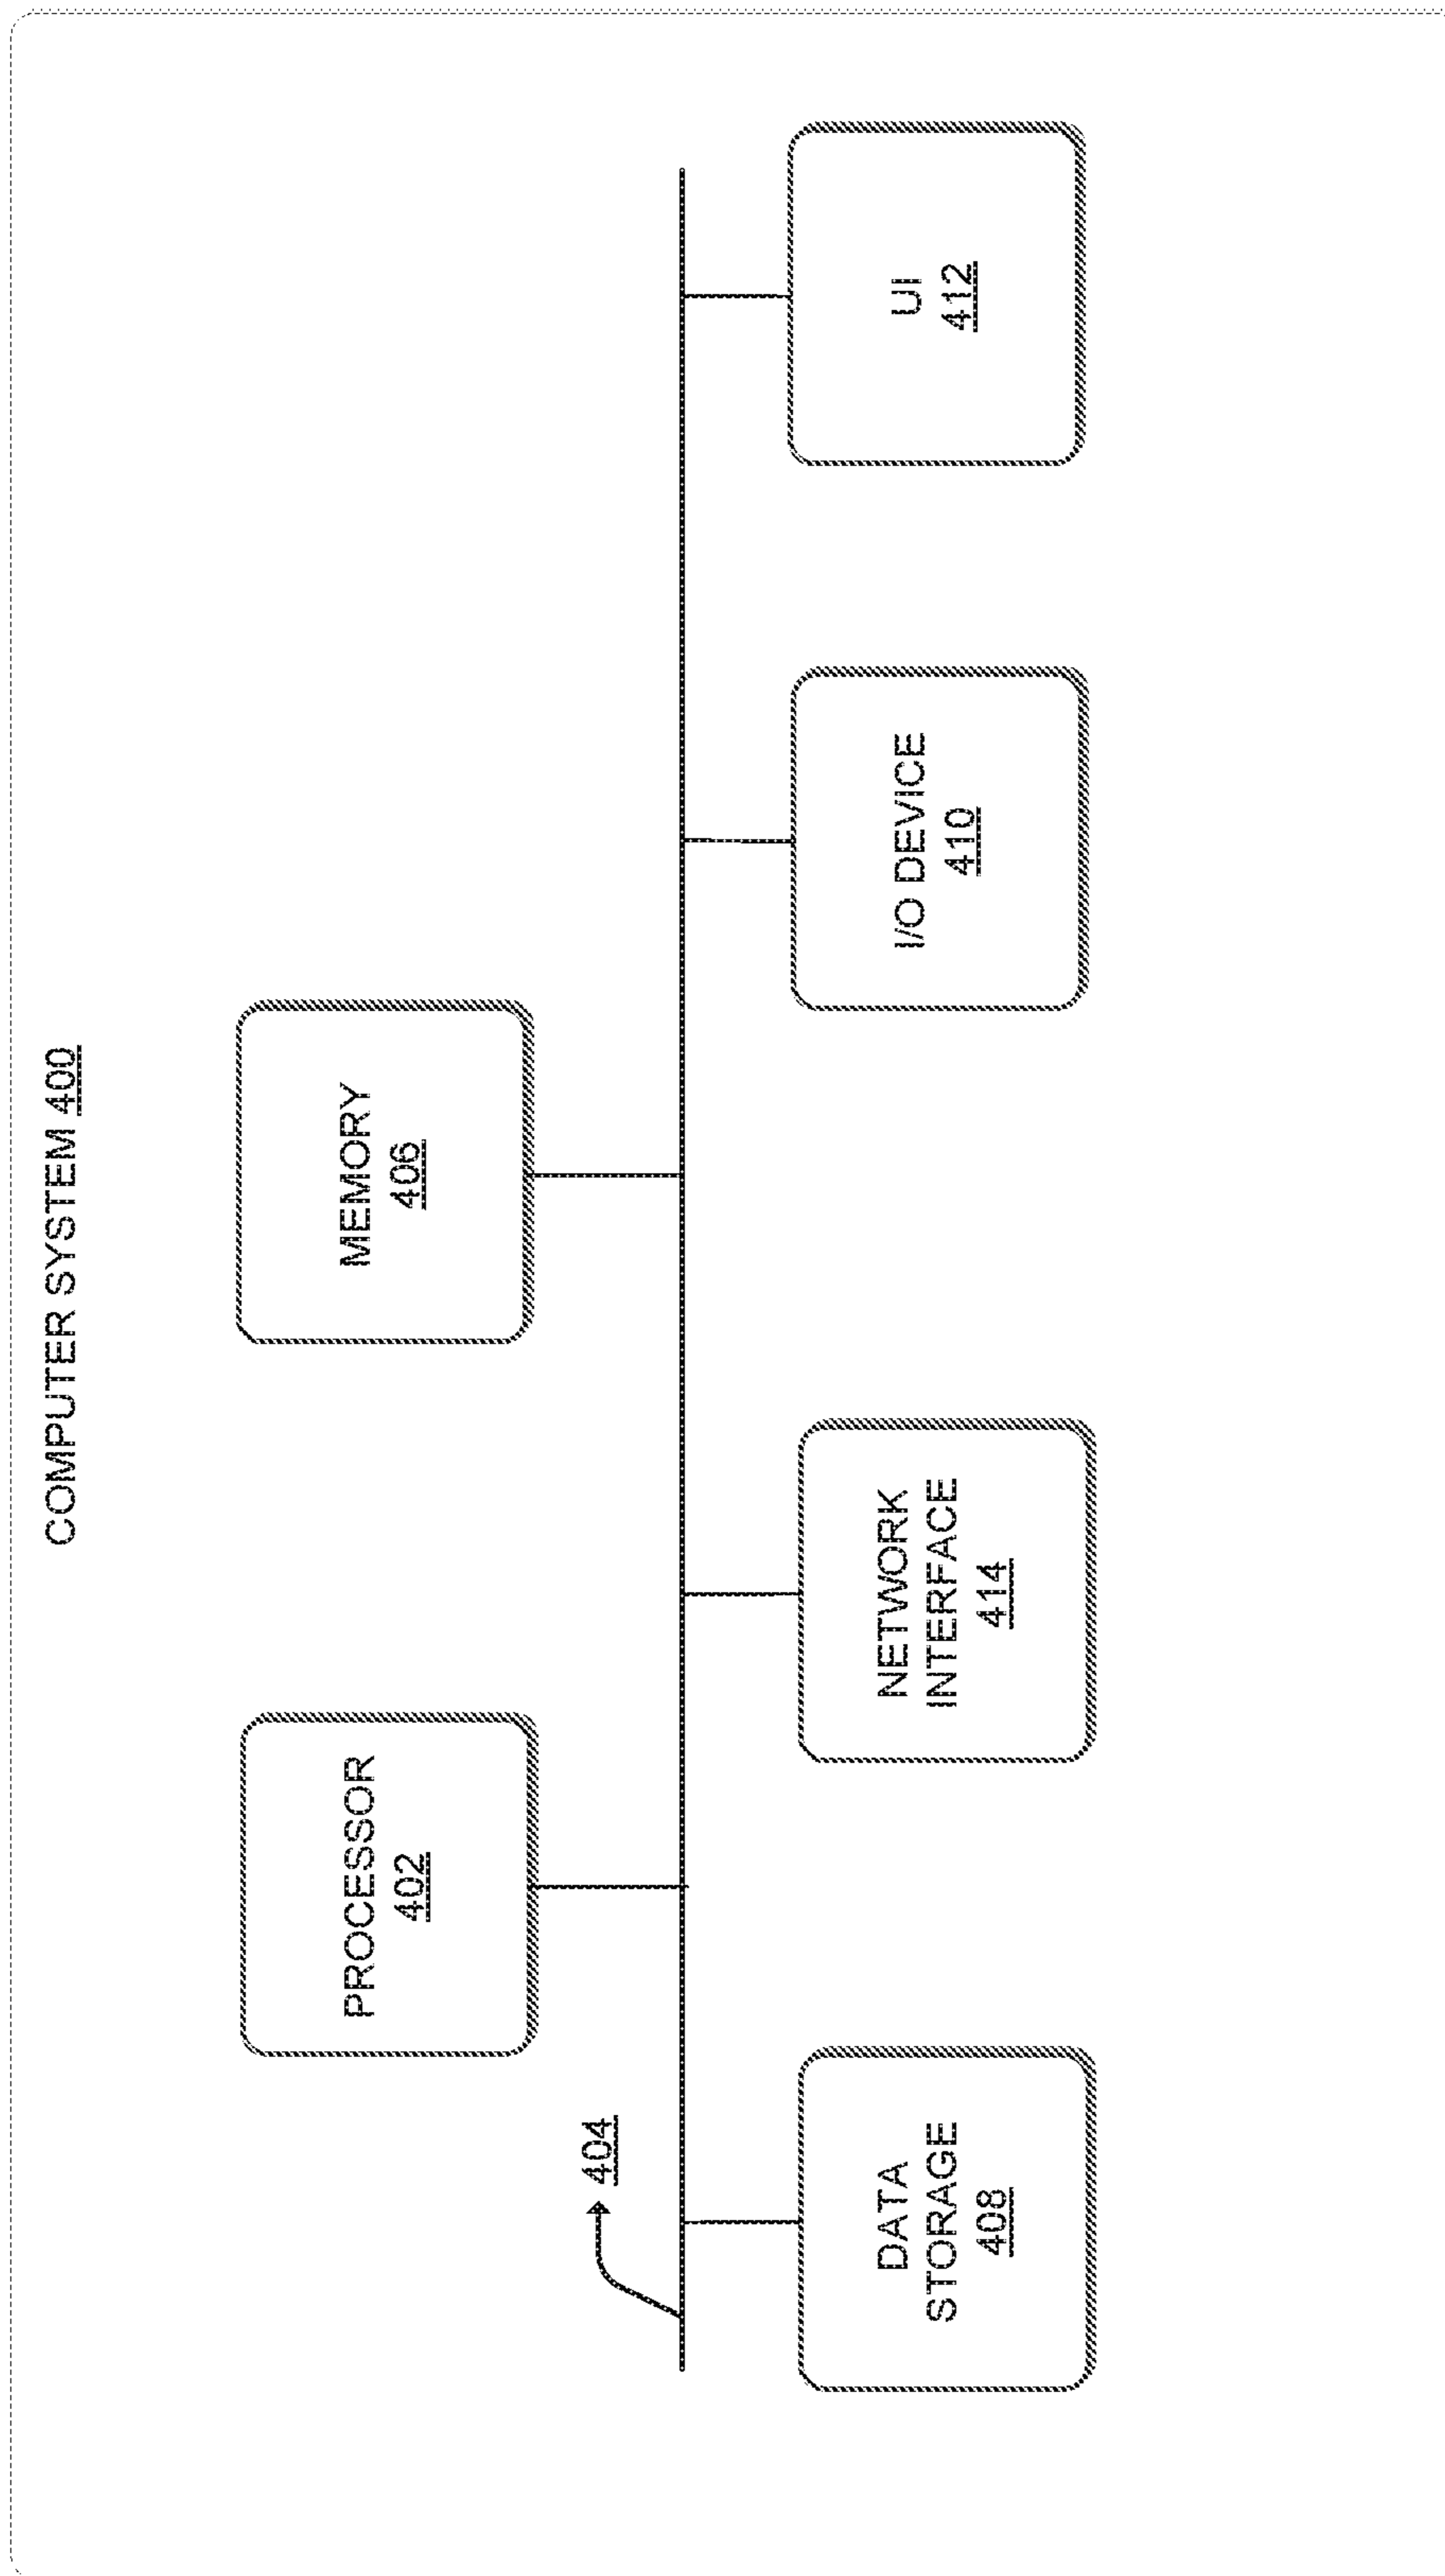 COMPUTER SYSTEM 400
PROCESSOR
402
MEMORY
406
404
DATA
STORAGE
408
NETWORK
INTERFACE
414
I/O DEVICE
410
UI
412